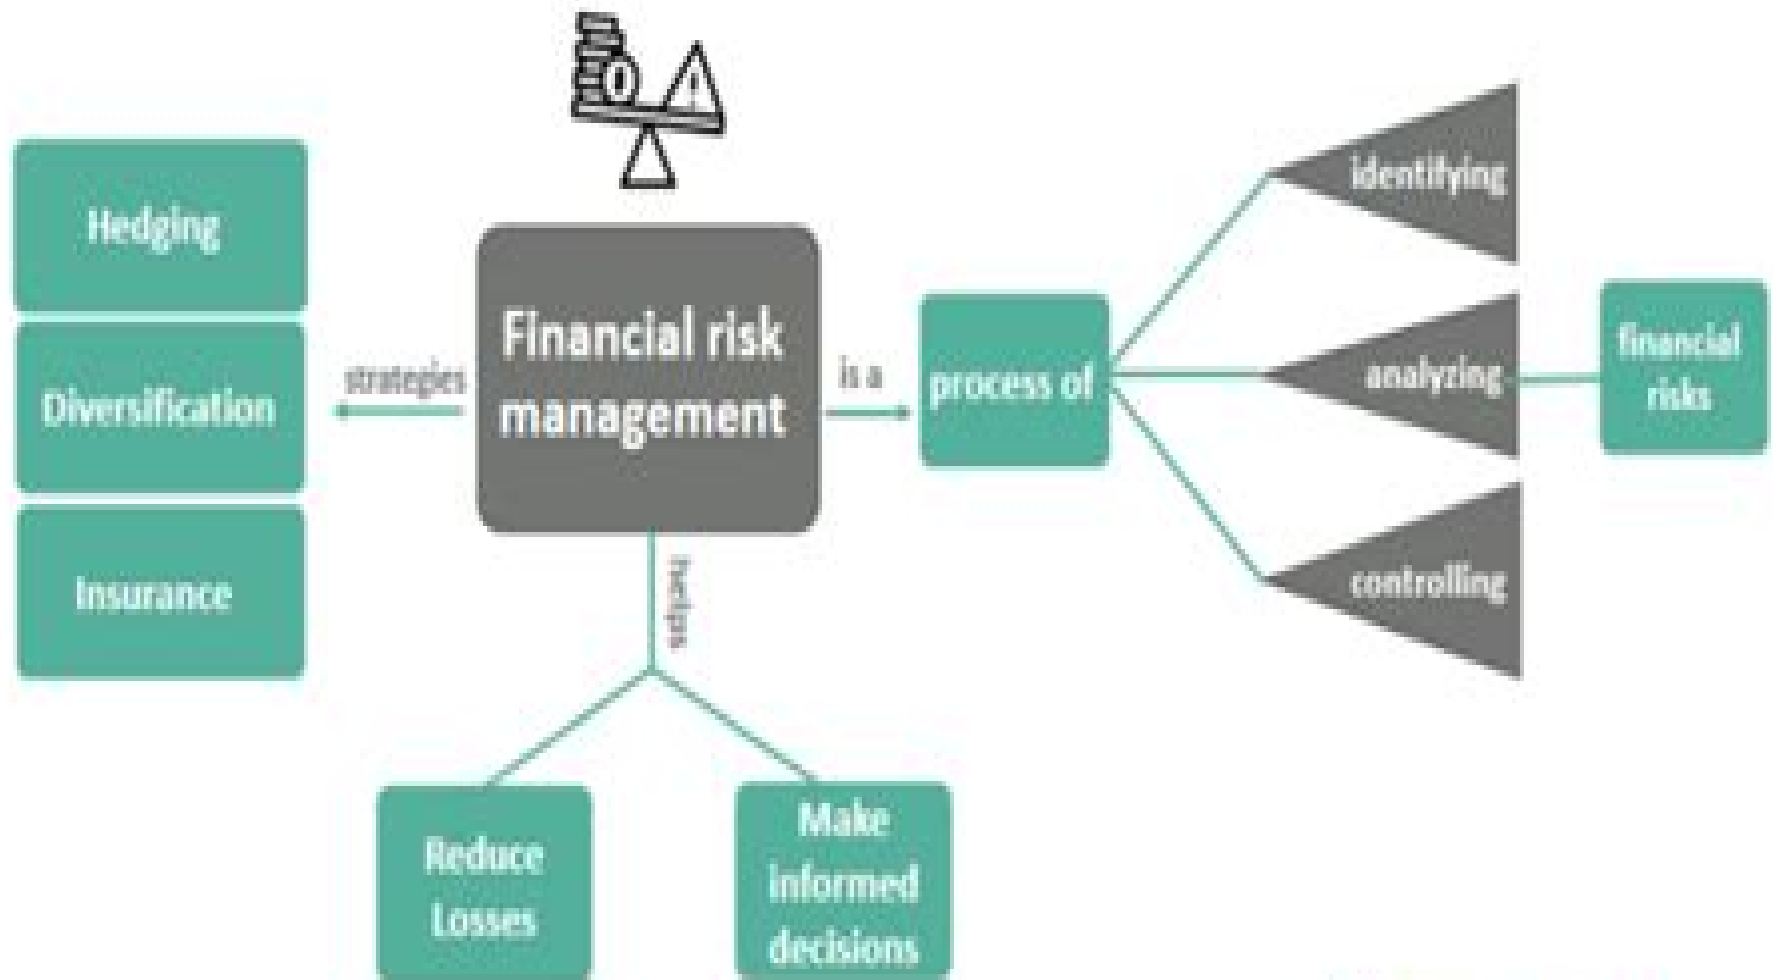 Hedging
Diversification
Insurance
strategies
Financial risk
management
is a
process of
identifying
analyzing
controlling
financial
risks
helps
Reduce
Losses
Make
informed
decisions